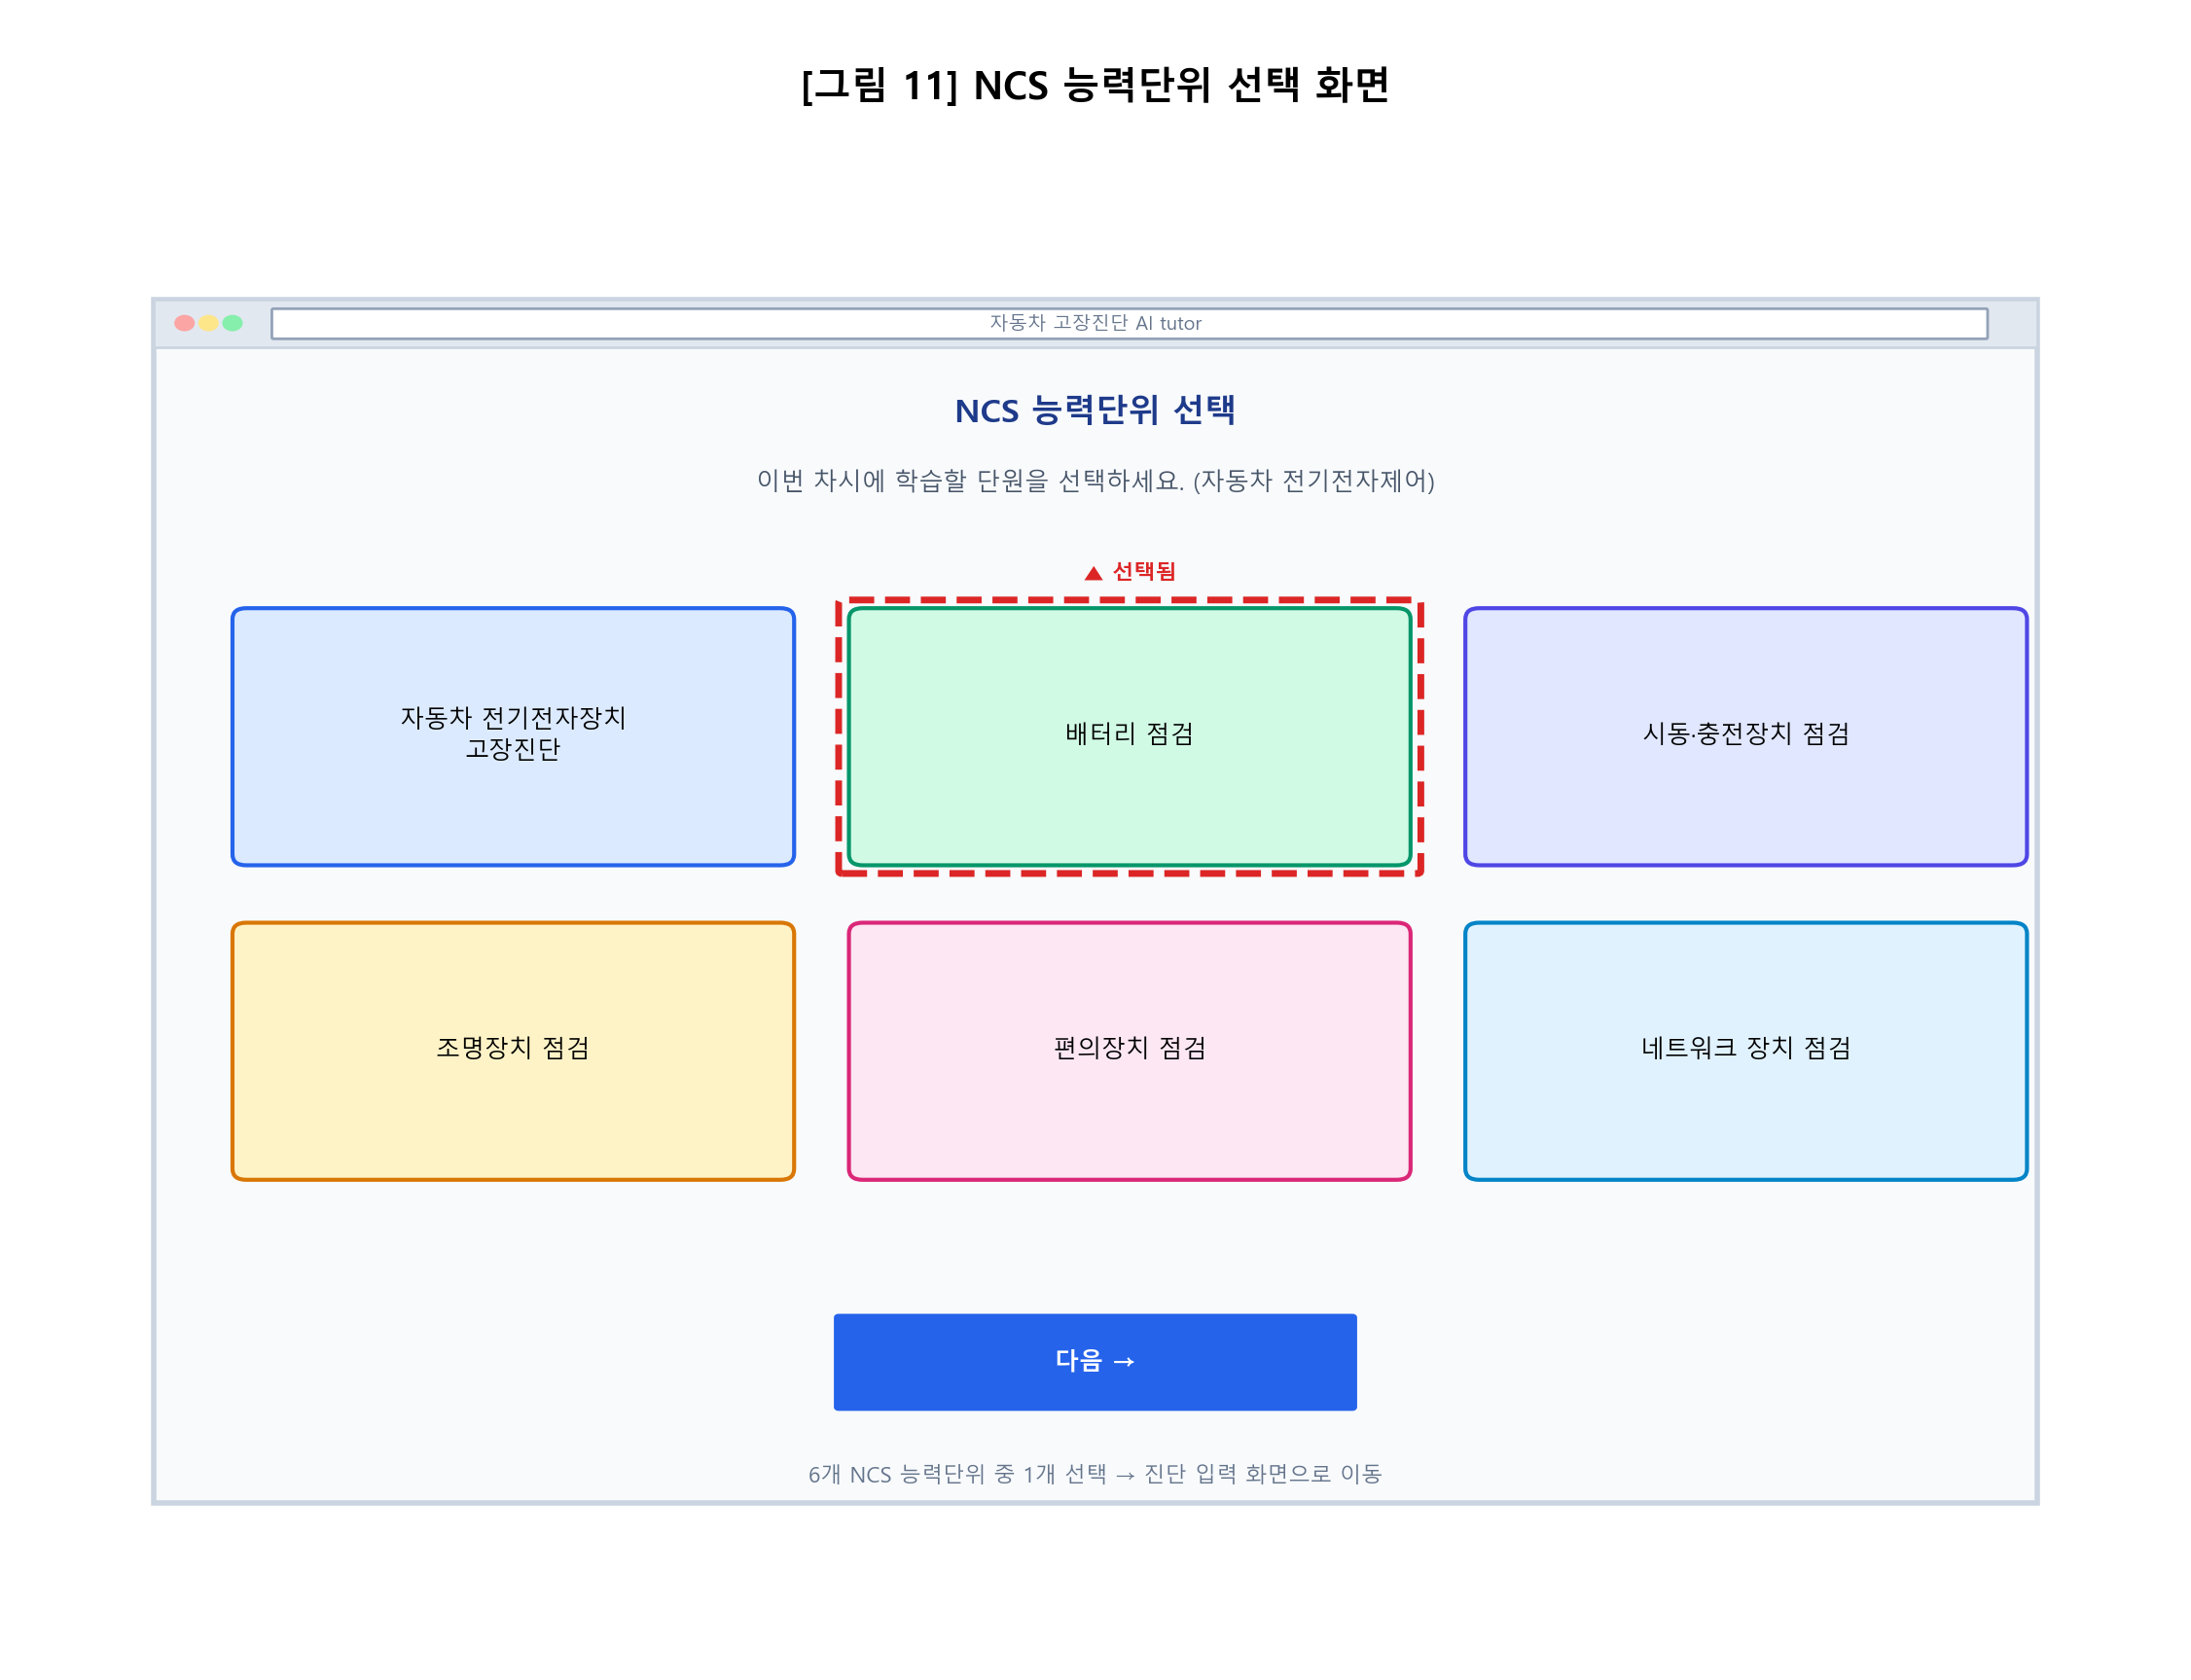 [그림 11] NCS 능력단위 선택 화면
자동차 고장진단 AI tutor
NCS 능력단위 선택
이번 차시에 학습할 단원을 선택하세요. (자동차 전기전자제어)
▲ 선택됨
자동차 전기전자장치
고장진단
배터리 점검
시동·충전장치 점검
조명장치 점검
편의장치 점검
네트워크 장치 점검
다음 →
6개 NCS 능력단위 중 1개 선택 → 진단 입력 화면으로 이동